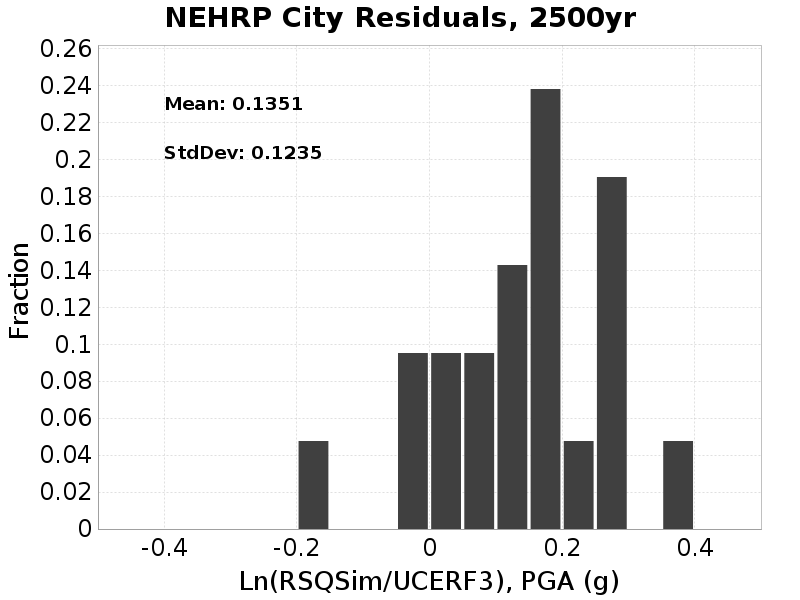 NEHRP City Residuals, 2500yr
0.26
0.24
Mean: 0.1351
0.22
0.2
StdDev: 0.1235
0.18
0.16
0.14
0.12
0.1
0.08
0.06
0.04
0.02
0
Fraction
-0.4 -0.2 0 0.2 0.4
Ln(RSQSim/UCERF3), PGA (g)